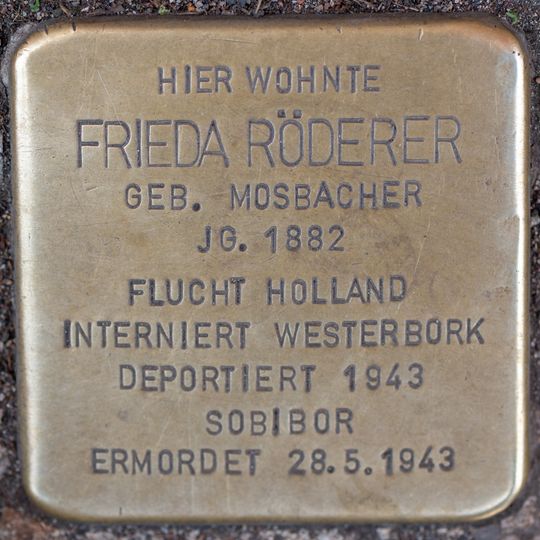 HIER WOHNTE
FRIEDA RÖDERER
GEB. MOSBACHER
JG. 1882
FLUCHT HOLLAND
INTERNIERT WESTERBORK
DEPORTIERT 1943
SOBIBOR
ERMORDET 28.5.1943